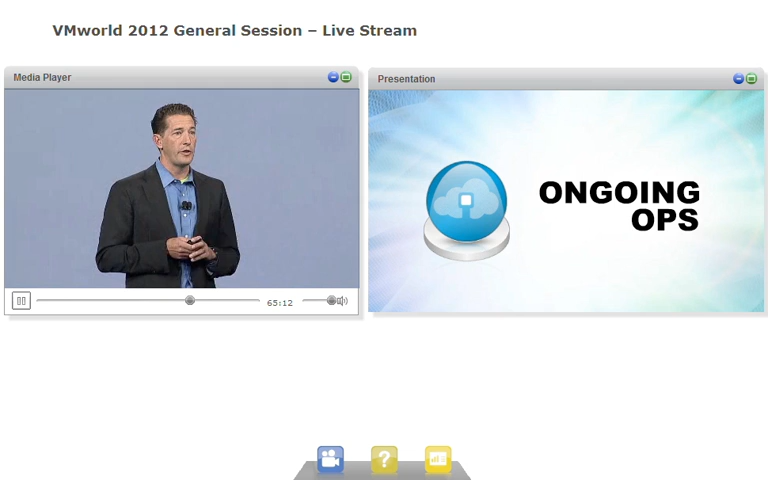 VMworld 2012 General Session – Live Stream
Media Player
Presentation
ONGOING
OPS
65:12
?